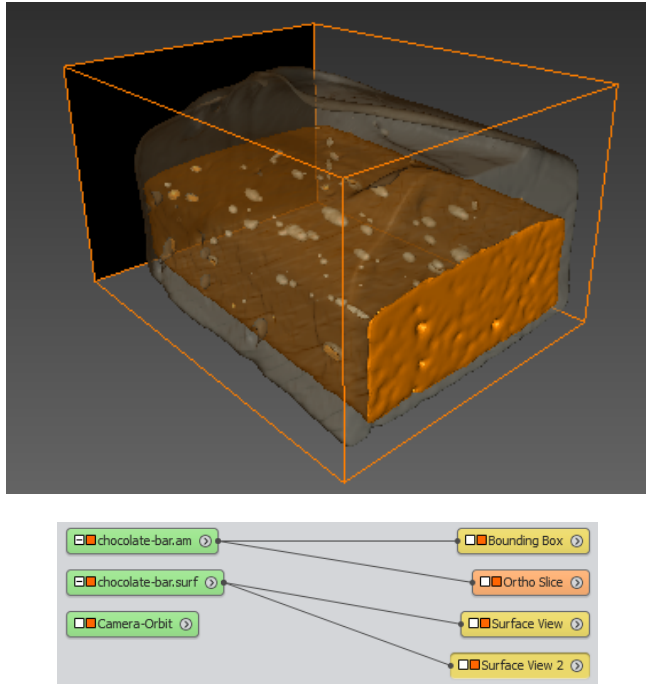 chocolate-bar.am
Bounding Box
Ortho Slice
chocolate-bar.surf
Surface View
Camera-Orbit
Surface View 2